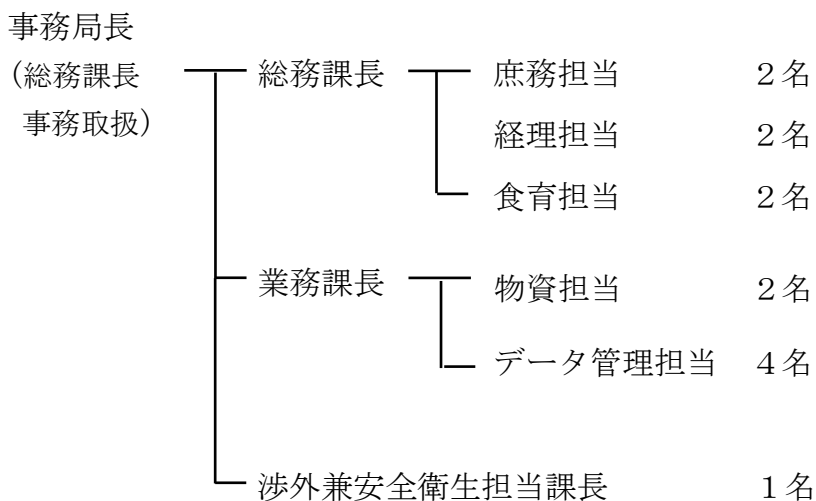 事務局長
(総務課長 総務課長 庶務担当 ２名
事務取扱)
経理担当 ２名
食育担当 ２名
業務課長 物資担当 ２名
データ管理担当 ４名
渉外兼安全衛生担当課長 １名